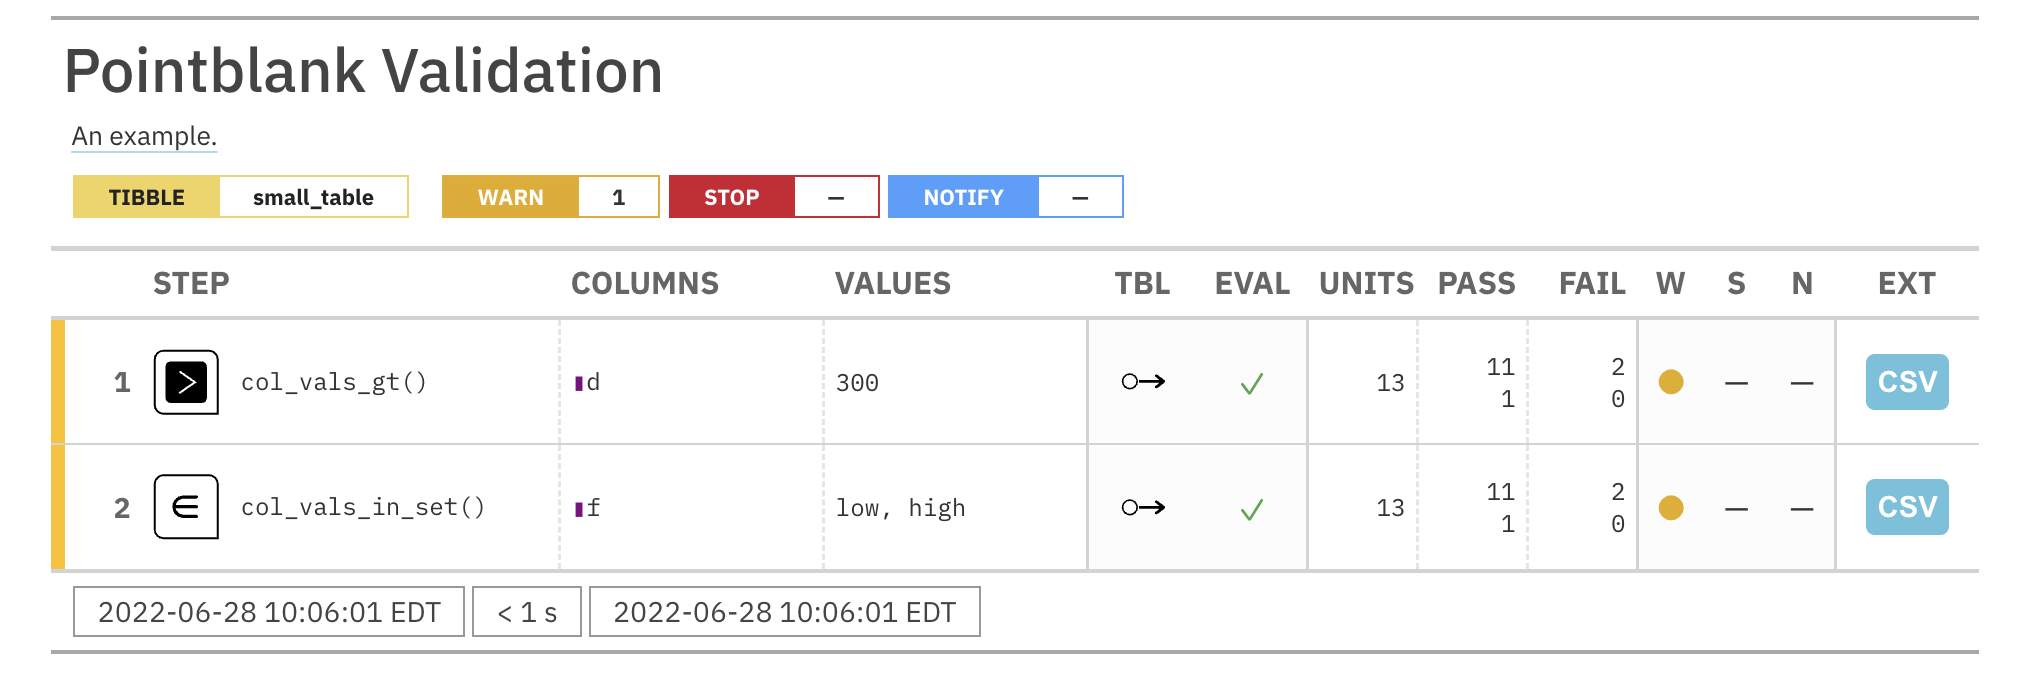 Pointblank Validation
An example.
TIBBLE small_table WARN 1 STOP — NOTIFY —
STEP COLUMNS VALUES TBL EVAL UNITS PASS FAIL W S N EXT
1 > col_vals_gt() d 300 ✓ 13 11 2 ● — — CSV
1 0
2 ∈ col_vals_in_set() f low, high ✓ 13 11 2 ● — — CSV
1 0
2022-06-28 10:06:01 EDT < 1 s 2022-06-28 10:06:01 EDT